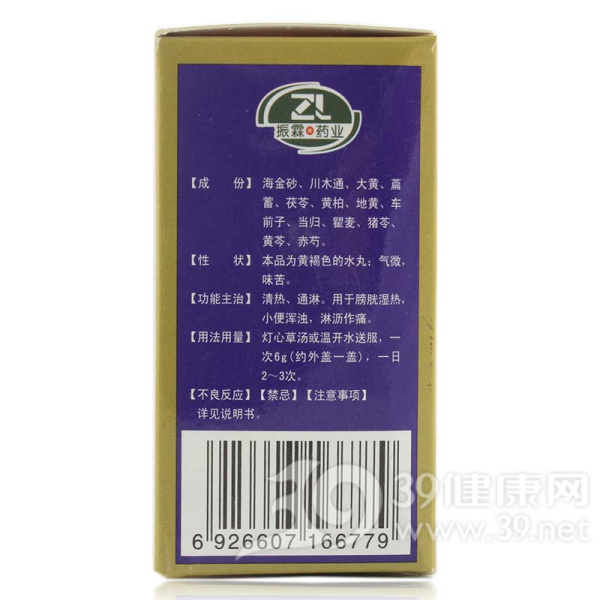 ZL
振霖药业
【成　份】海金砂、川木通、大黄、萹
蓄、茯苓、黄柏、地黄、车
前子、当归、瞿麦、猪苓、
黄芩、赤芍。
【性　状】本品为黄褐色的水丸；气微，
味苦。
【功能主治】清热、通淋。用于膀胱湿热，
小便浑浊，淋沥作痛。
【用法用量】灯心草汤或温开水送服，一
次6g(约外盖一盖)，一日
2～3次。
【不良反应】【禁忌】【注意事项】
详见说明书。
6 926607 166779
39健康网
www.39.net